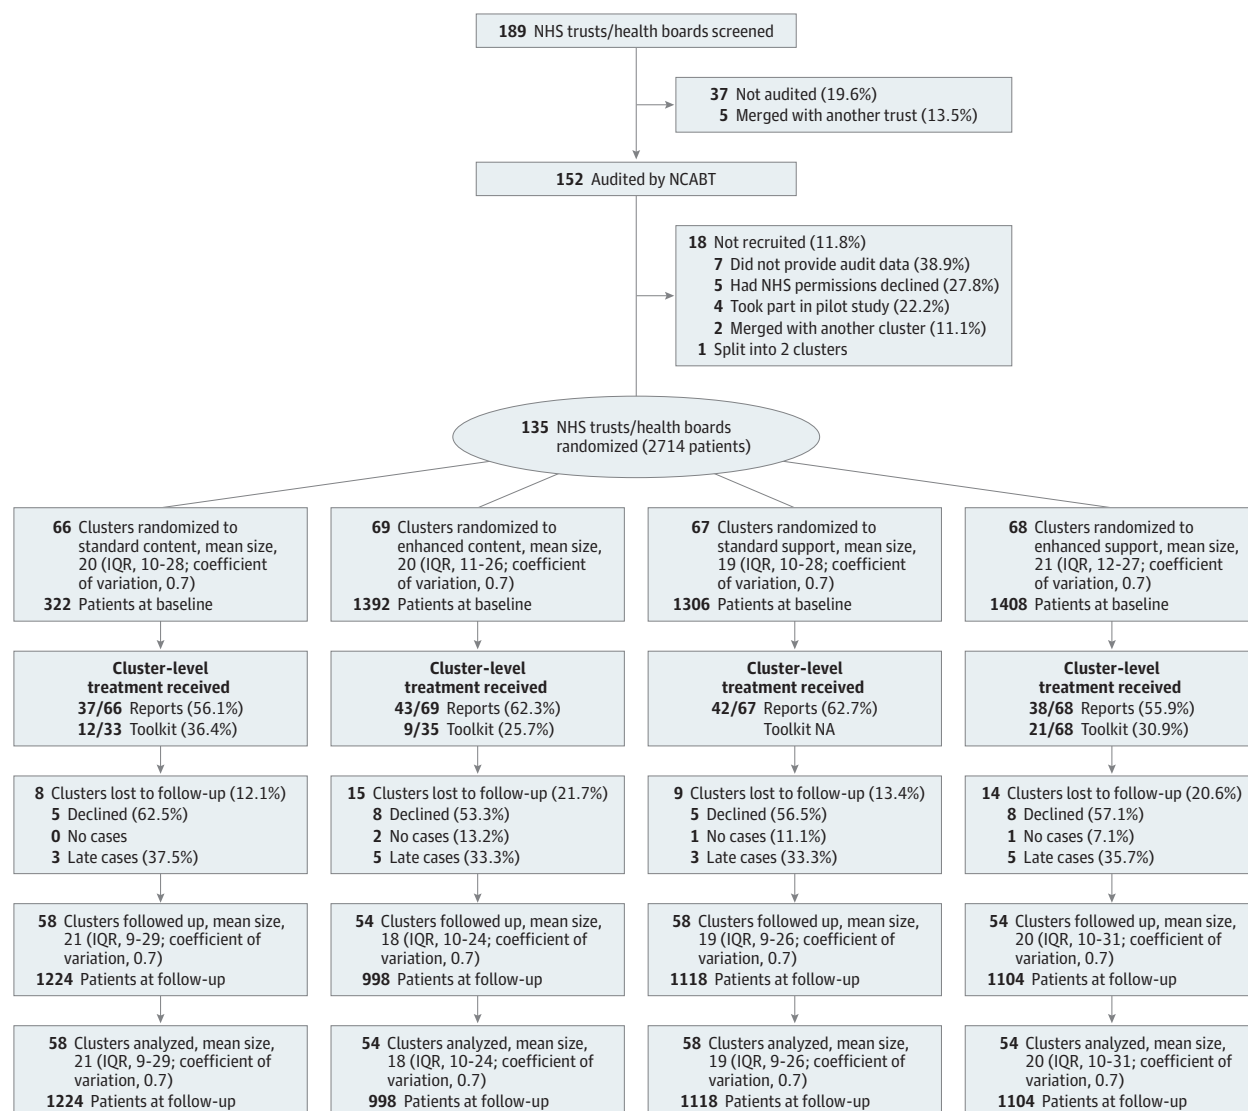 189 NHS trusts/health boards screened
37 Not audited (19.6%)
5 Merged with another trust (13.5%)
152 Audited by NCABT
18 Not recruited (11.8%)
7 Did not provide audit data (38.9%)
5 Had NHS permissions declined (27.8%)
4 Took part in pilot study (22.2%)
2 Merged with another cluster (11.1%)
1 Split into 2 clusters
135 NHS trusts/health boards
randomized (2714 patients)
66 Clusters randomized to
standard content, mean size,
20 (IQR, 10-28; coefficient
of variation, 0.7)
322 Patients at baseline
69 Clusters randomized to
enhanced content, mean size,
20 (IQR, 11-26; coefficient
of variation, 0.7)
1392 Patients at baseline
67 Clusters randomized to
standard support, mean size,
19 (IQR, 10-28; coefficient
of variation, 0.7)
1306 Patients at baseline
68 Clusters randomized to
enhanced support, mean size,
21 (IQR, 12-27; coefficient
of variation, 0.7)
1408 Patients at baseline
Cluster-level
treatment received
37/66 Reports (56.1%)
12/33 Toolkit (36.4%)
Cluster-level
treatment received
43/69 Reports (62.3%)
9/35 Toolkit (25.7%)
Cluster-level
treatment received
42/67 Reports (62.7%)
Toolkit NA
Cluster-level
treatment received
38/68 Reports (55.9%)
21/68 Toolkit (30.9%)
8 Clusters lost to follow-up (12.1%)
5 Declined (62.5%)
0 No cases
3 Late cases (37.5%)
15 Clusters lost to follow-up (21.7%)
8 Declined (53.3%)
2 No cases (13.2%)
5 Late cases (33.3%)
9 Clusters lost to follow-up (13.4%)
5 Declined (56.5%)
1 No cases (11.1%)
3 Late cases (33.3%)
14 Clusters lost to follow-up (20.6%)
8 Declined (57.1%)
1 No cases (7.1%)
5 Late cases (35.7%)
58 Clusters followed up, mean size,
21 (IQR, 9-29; coefficient of
variation, 0.7)
1224 Patients at follow-up
54 Clusters followed up, mean size,
18 (IQR, 10-24; coefficient of
variation, 0.7)
998 Patients at follow-up
58 Clusters followed up, mean size,
19 (IQR, 9-26; coefficient of
variation, 0.7)
1118 Patients at follow-up
54 Clusters followed up, mean size,
20 (IQR, 10-31; coefficient of
variation, 0.7)
1104 Patients at follow-up
58 Clusters analyzed, mean size,
21 (IQR, 9-29; coefficient of
variation, 0.7)
1224 Patients at follow-up
54 Clusters analyzed, mean size,
18 (IQR, 10-24; coefficient of
variation, 0.7)
998 Patients at follow-up
58 Clusters analyzed, mean size,
19 (IQR, 9-26; coefficient of
variation, 0.7)
1118 Patients at follow-up
54 Clusters analyzed, mean size,
20 (IQR, 10-31; coefficient of
variation, 0.7)
1104 Patients at follow-up